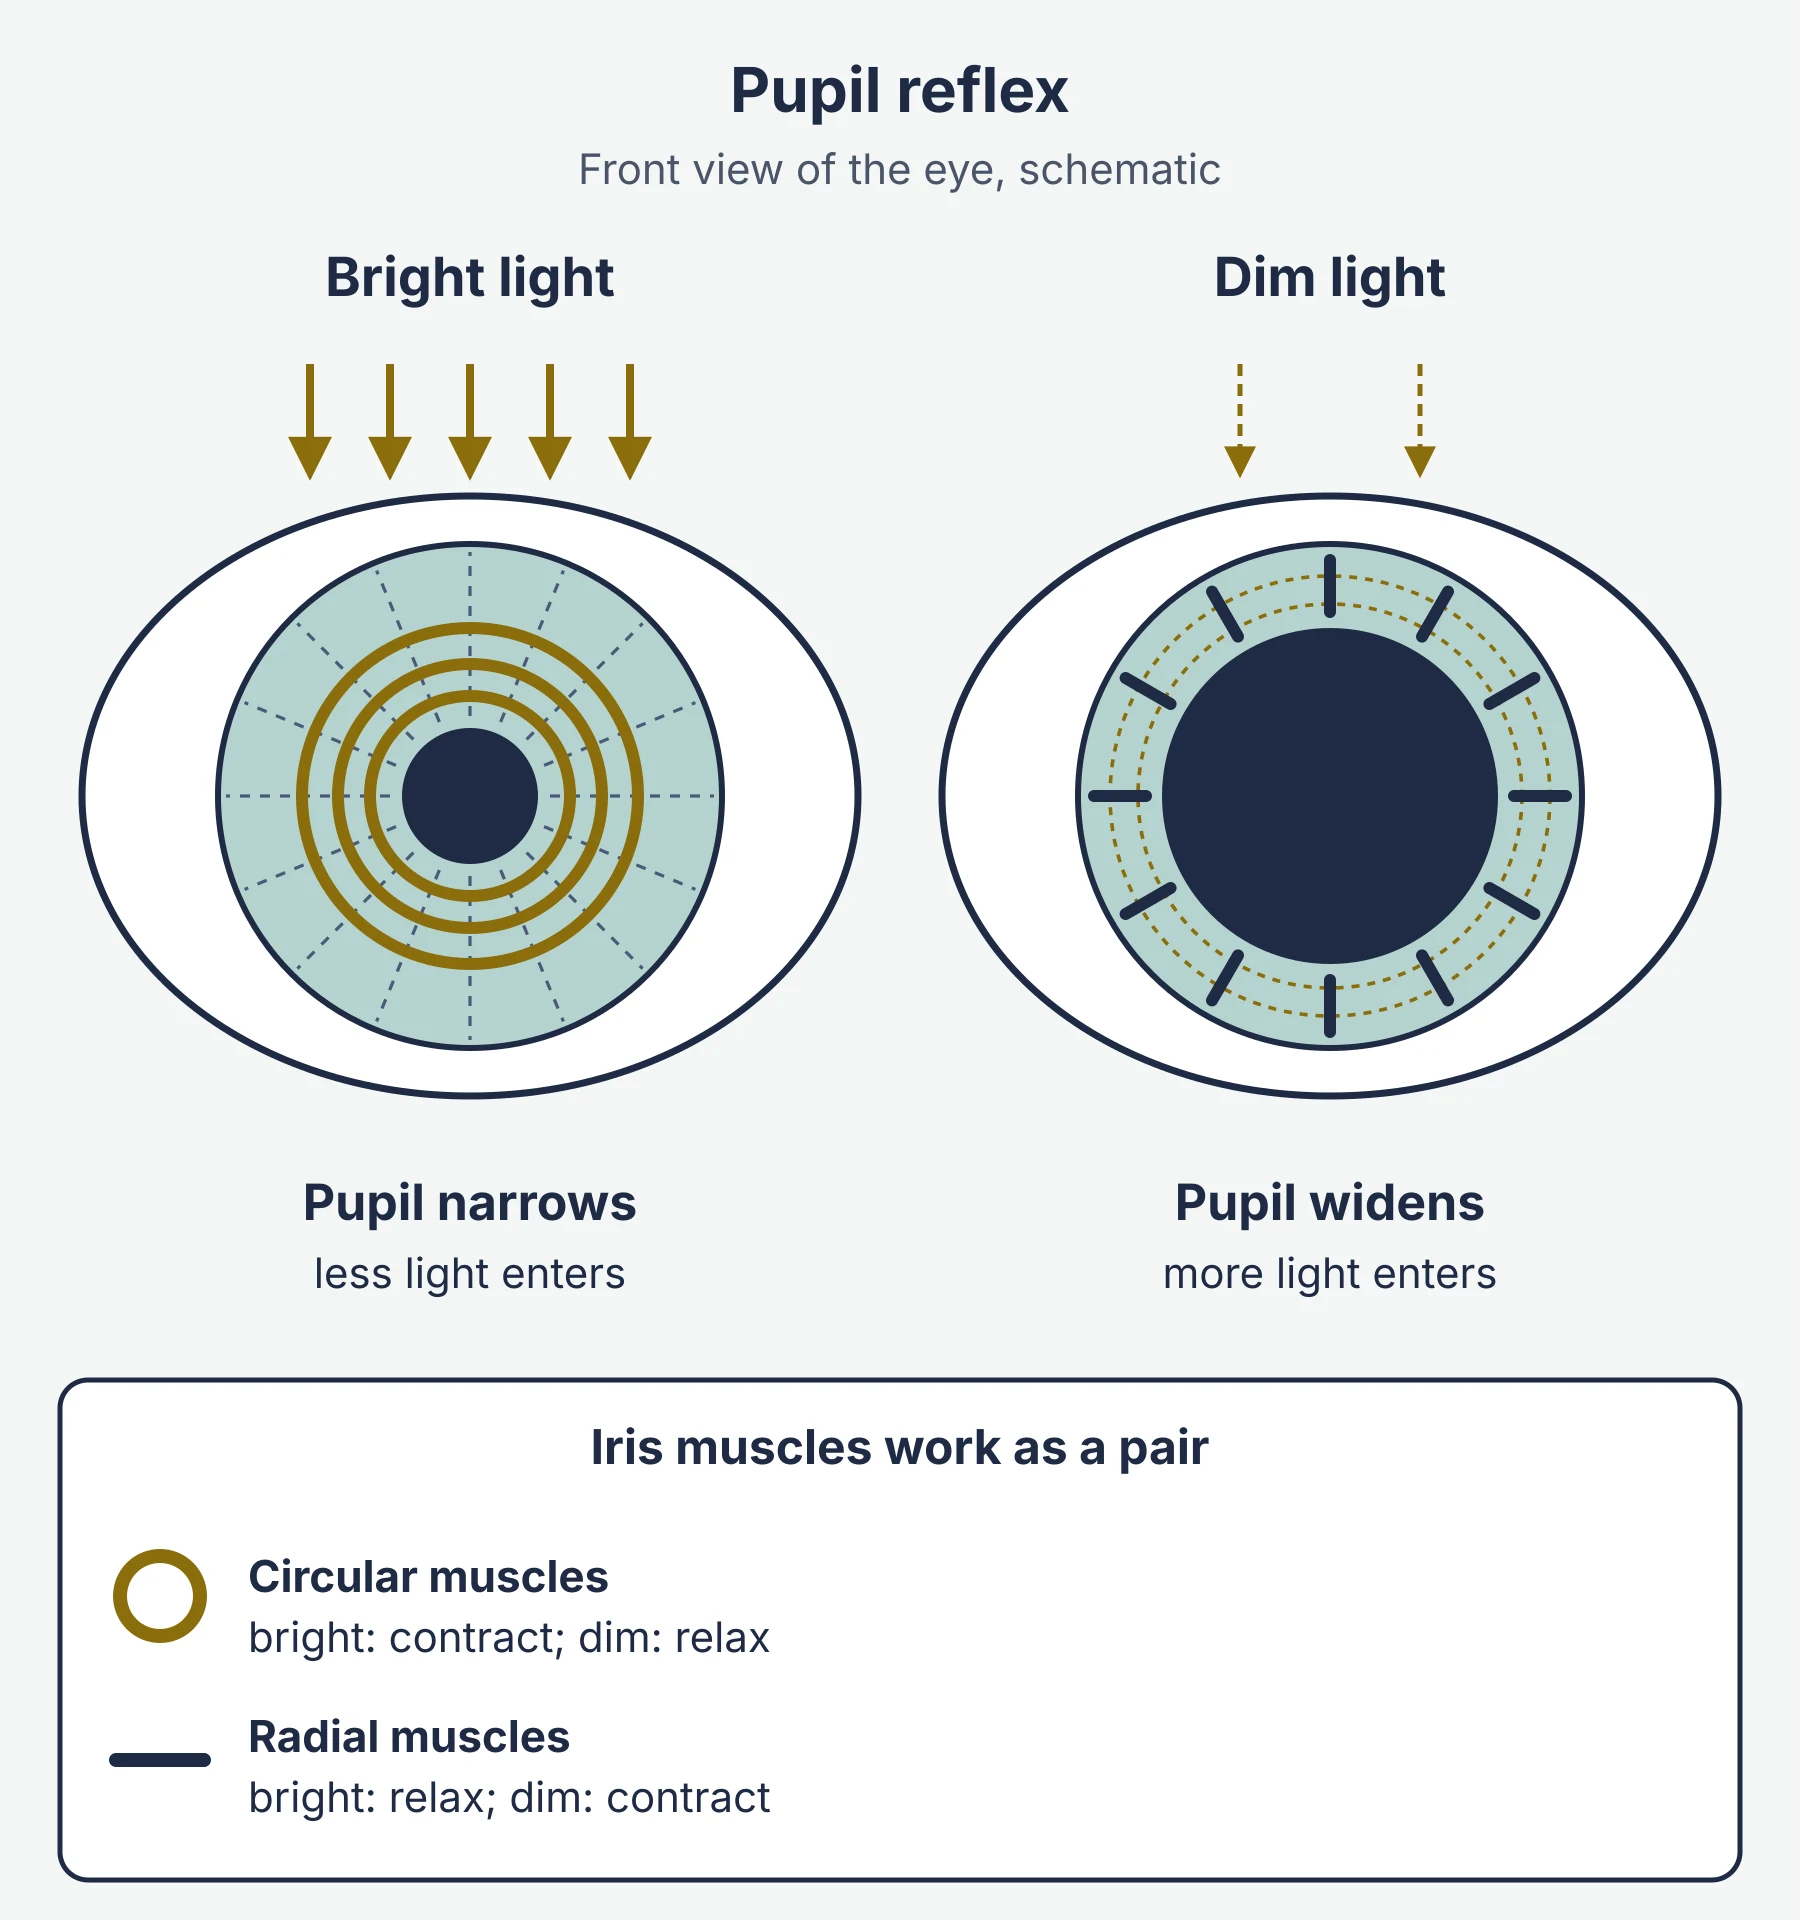 Pupil reflex
Front view of the eye, schematic
Bright light
Dim light
Pupil narrows
less light enters
Pupil widens
more light enters
Iris muscles work as a pair
Circular muscles
bright: contract; dim: relax
Radial muscles
bright: relax; dim: contract